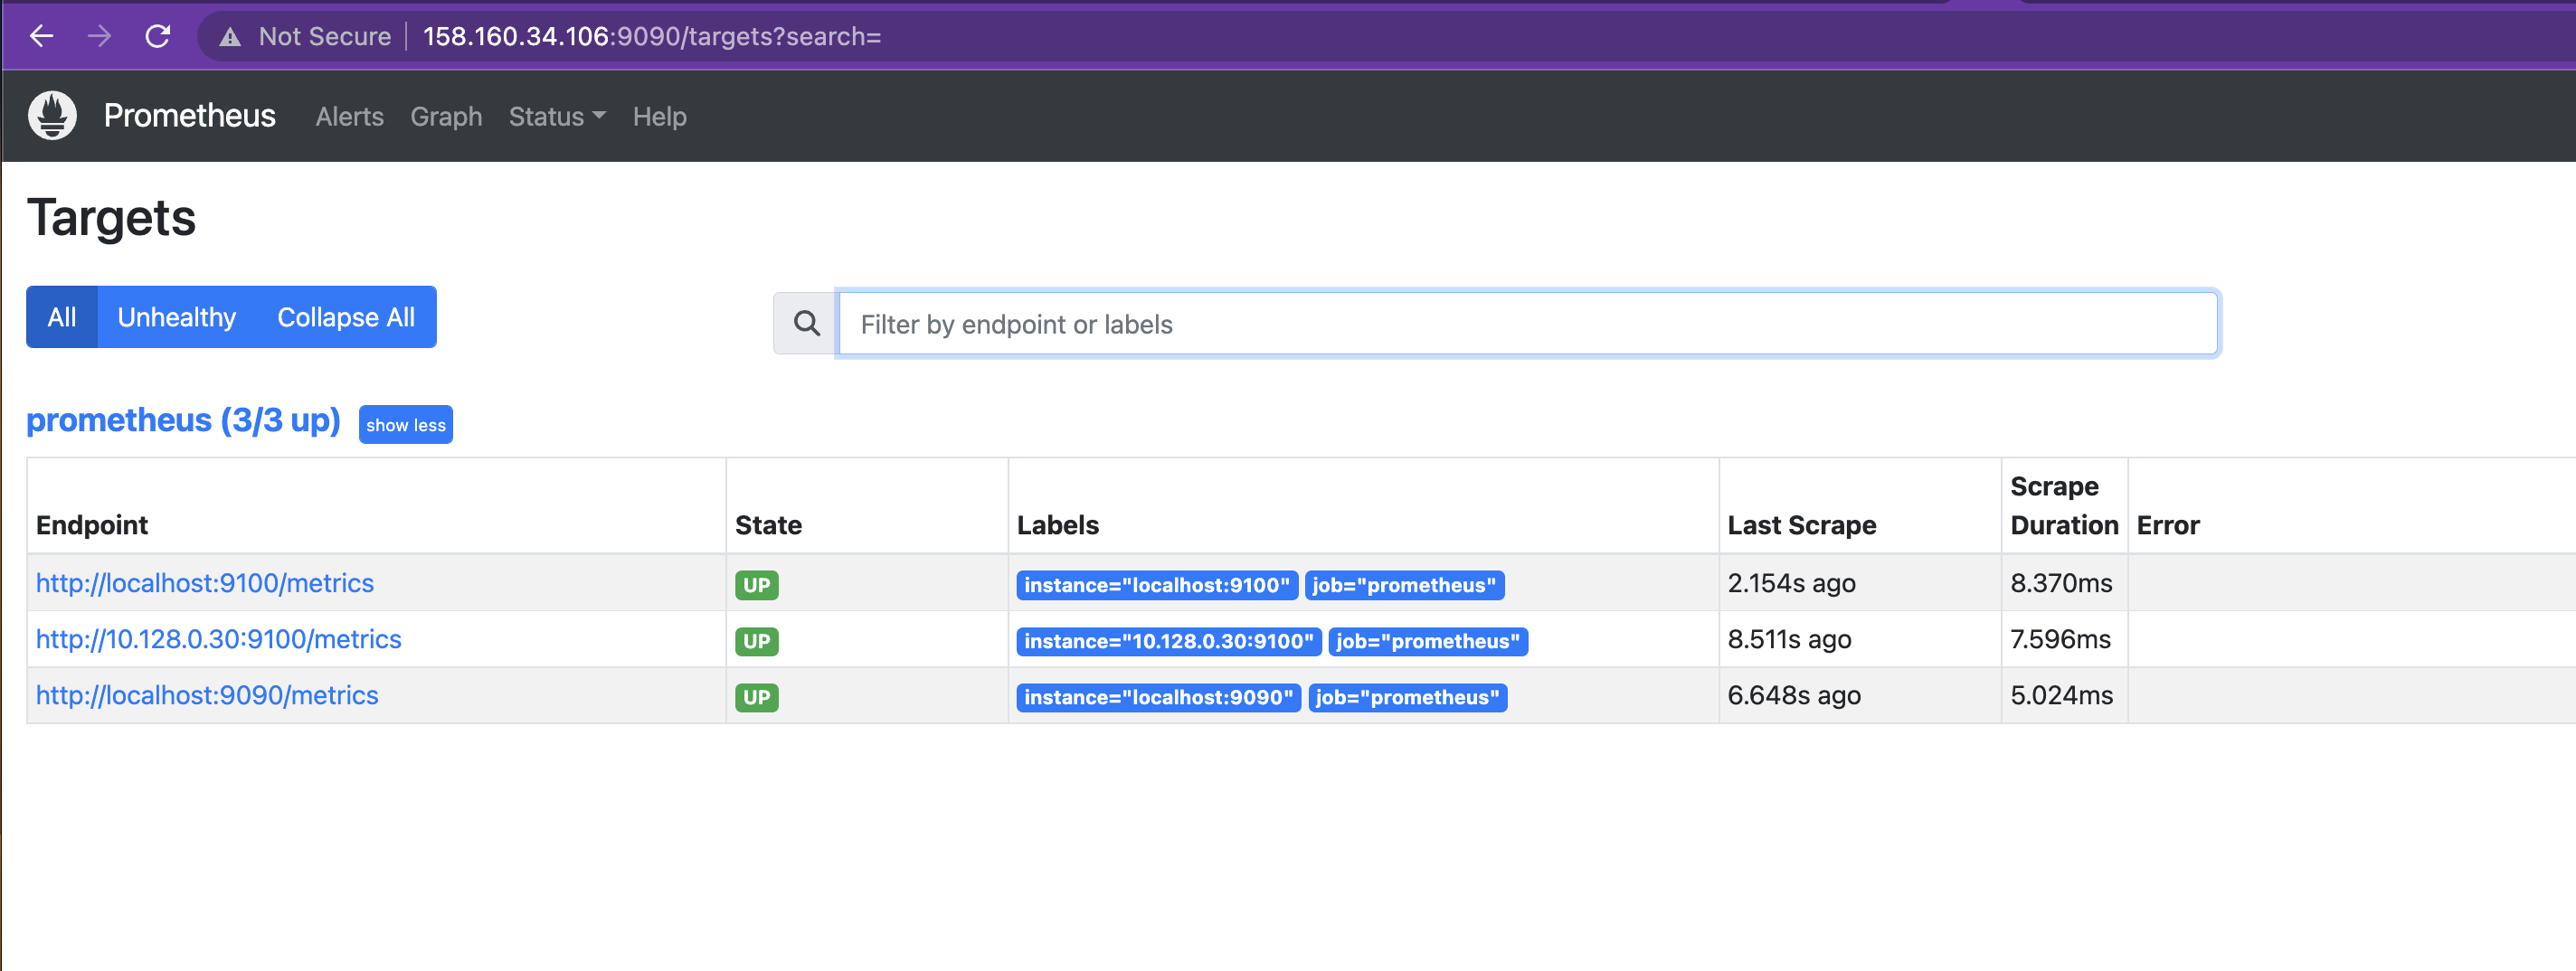 Not Secure 158.160.34.106:9090/targets?search=
Prometheus Alerts Graph Status Help
Targets
All Unhealthy Collapse All Filter by endpoint or labels
prometheus (3/3 up) show less
Endpoint State Labels Last Scrape Scrape Duration Error
http://localhost:9100/metrics UP instance="localhost:9100" job="prometheus" 2.154s ago 8.370ms
http://10.128.0.30:9100/metrics UP instance="10.128.0.30:9100" job="prometheus" 8.511s ago 7.596ms
http://localhost:9090/metrics UP instance="localhost:9090" job="prometheus" 6.648s ago 5.024ms